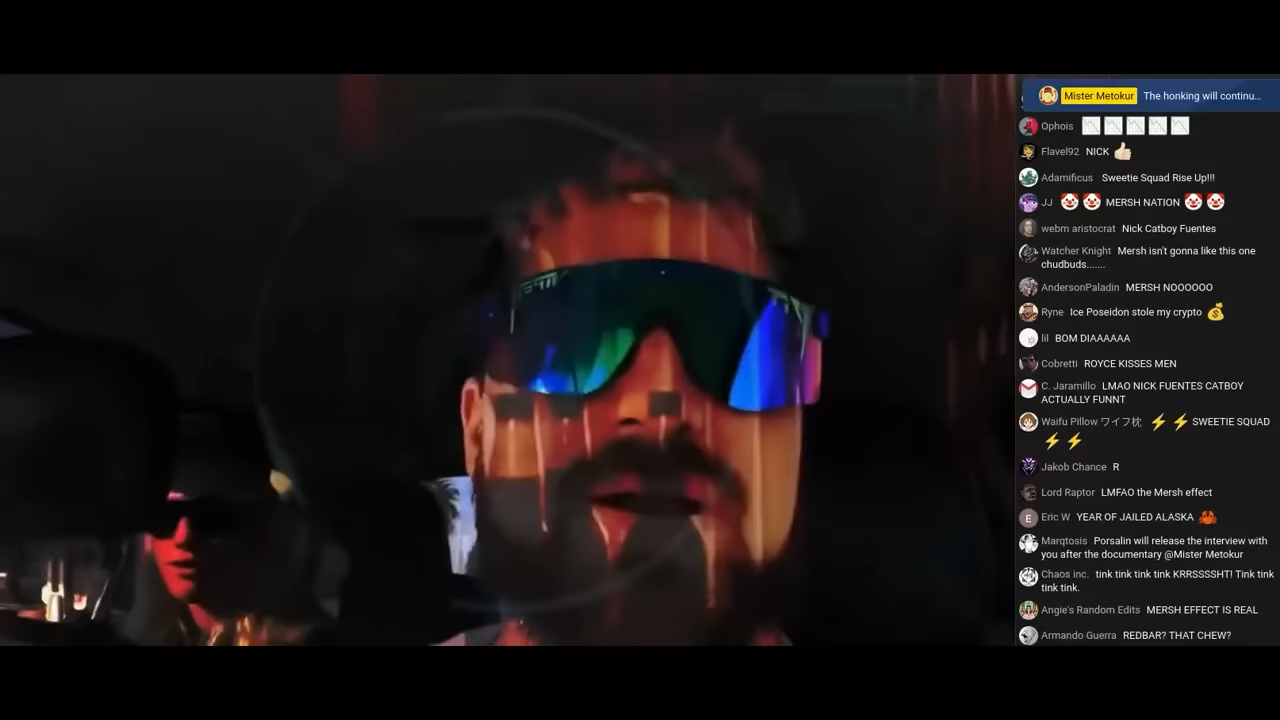 Mister Metokur The honking will continu...
Ophois
Flavel92 NICK 👍🏻
Adamificus Sweetie Squad Rise Up!!!
JJ 🤡 🤡 MERSH NATION 🤡 🤡
webm aristocrat Nick Catboy Fuentes
Watcher Knight Mersh isn't gonna like this one
chudbuds.......
AndersonPaladin MERSH NOOOOOO
Ryne Ice Poseidon stole my crypto 💰
lil BOM DIAAAAAA
Cobretti ROYCE KISSES MEN
C. Jaramillo LMAO NICK FUENTES CATBOY
ACTUALLY FUNNT
Waifu Pillow ワイフ枕 ⚡ ⚡ SWEETIE SQUAD
⚡ ⚡
Jakob Chance R
Lord Raptor LMFAO the Mersh effect
Eric W YEAR OF JAILED ALASKA 🦀
Marqtosis Porsalin will release the interview with
you after the documentary @Mister Metokur
Chaos inc. tink tink tink tink KRRSSSSHT! Tink tink
tink tink.
Angie's Random Edits MERSH EFFECT IS REAL
Armando Guerra REDBAR? THAT CHEW?